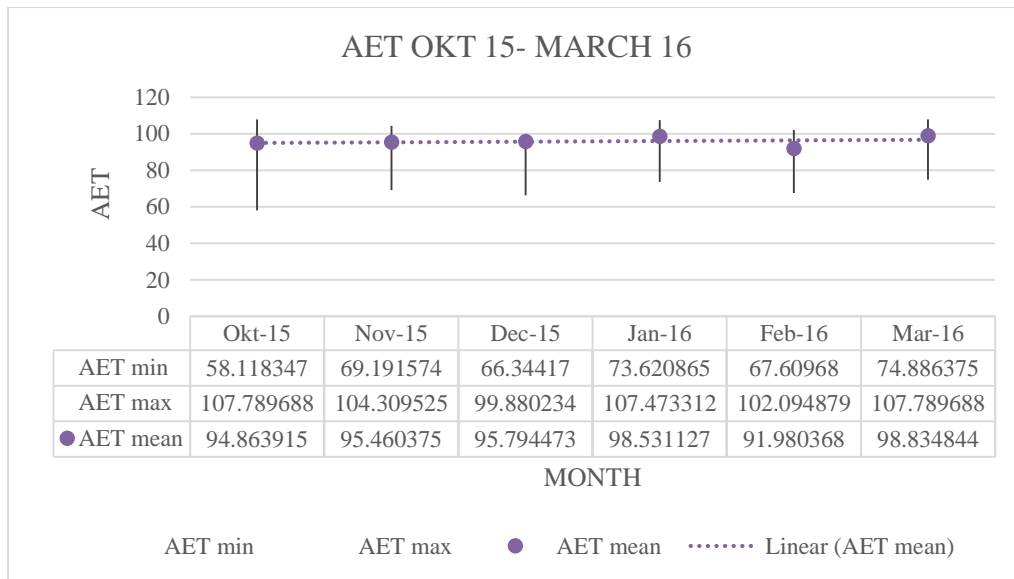 AET OKT 15- MARCH 16
120
100
80
60
40
20
0
AET
Okt-15 Nov-15 Dec-15 Jan-16 Feb-16 Mar-16
AET min 58.118347 69.191574 66.34417 73.620865 67.60968 74.886375
AET max 107.789688 104.309525 99.880234 107.473312 102.094879 107.789688
AET mean 94.863915 95.460375 95.794473 98.531127 91.980368 98.834844
MONTH
AET min AET max AET mean Linear (AET mean)